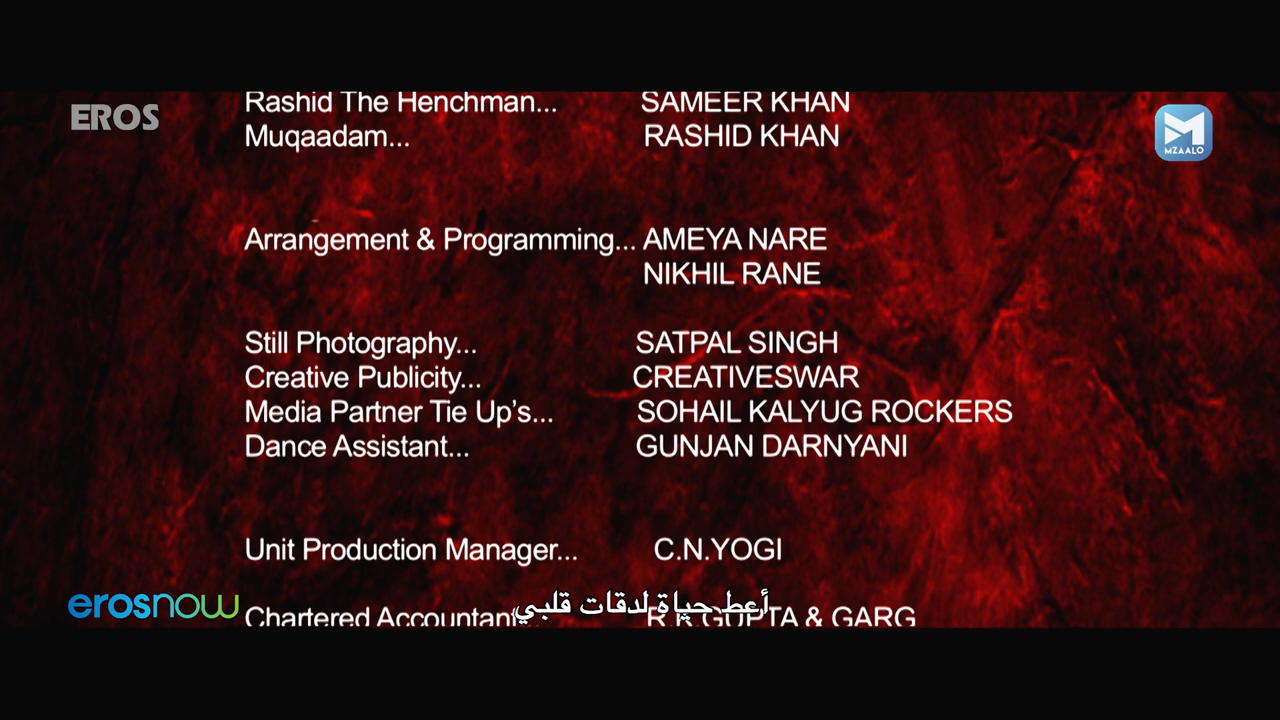 Rashid The Henchman... SAMEER KHAN
EROS
MZAALO
Muqaadam... RASHID KHAN
Arrangement & Programming... AMEYA NARE
NIKHIL RANE
Still Photography... SATPAL SINGH
Creative Publicity... CREATIVESWAR
Media Partner Tie Up's... SOHAIL KALYUG ROCKERS
Dance Assistant... GUNJAN DARNYANI
Unit Production Manager... C.N.YOGI
erosnow
أعط حياة لدقات قلبي
Chartered Accountant... R.K GUPTA & GARG